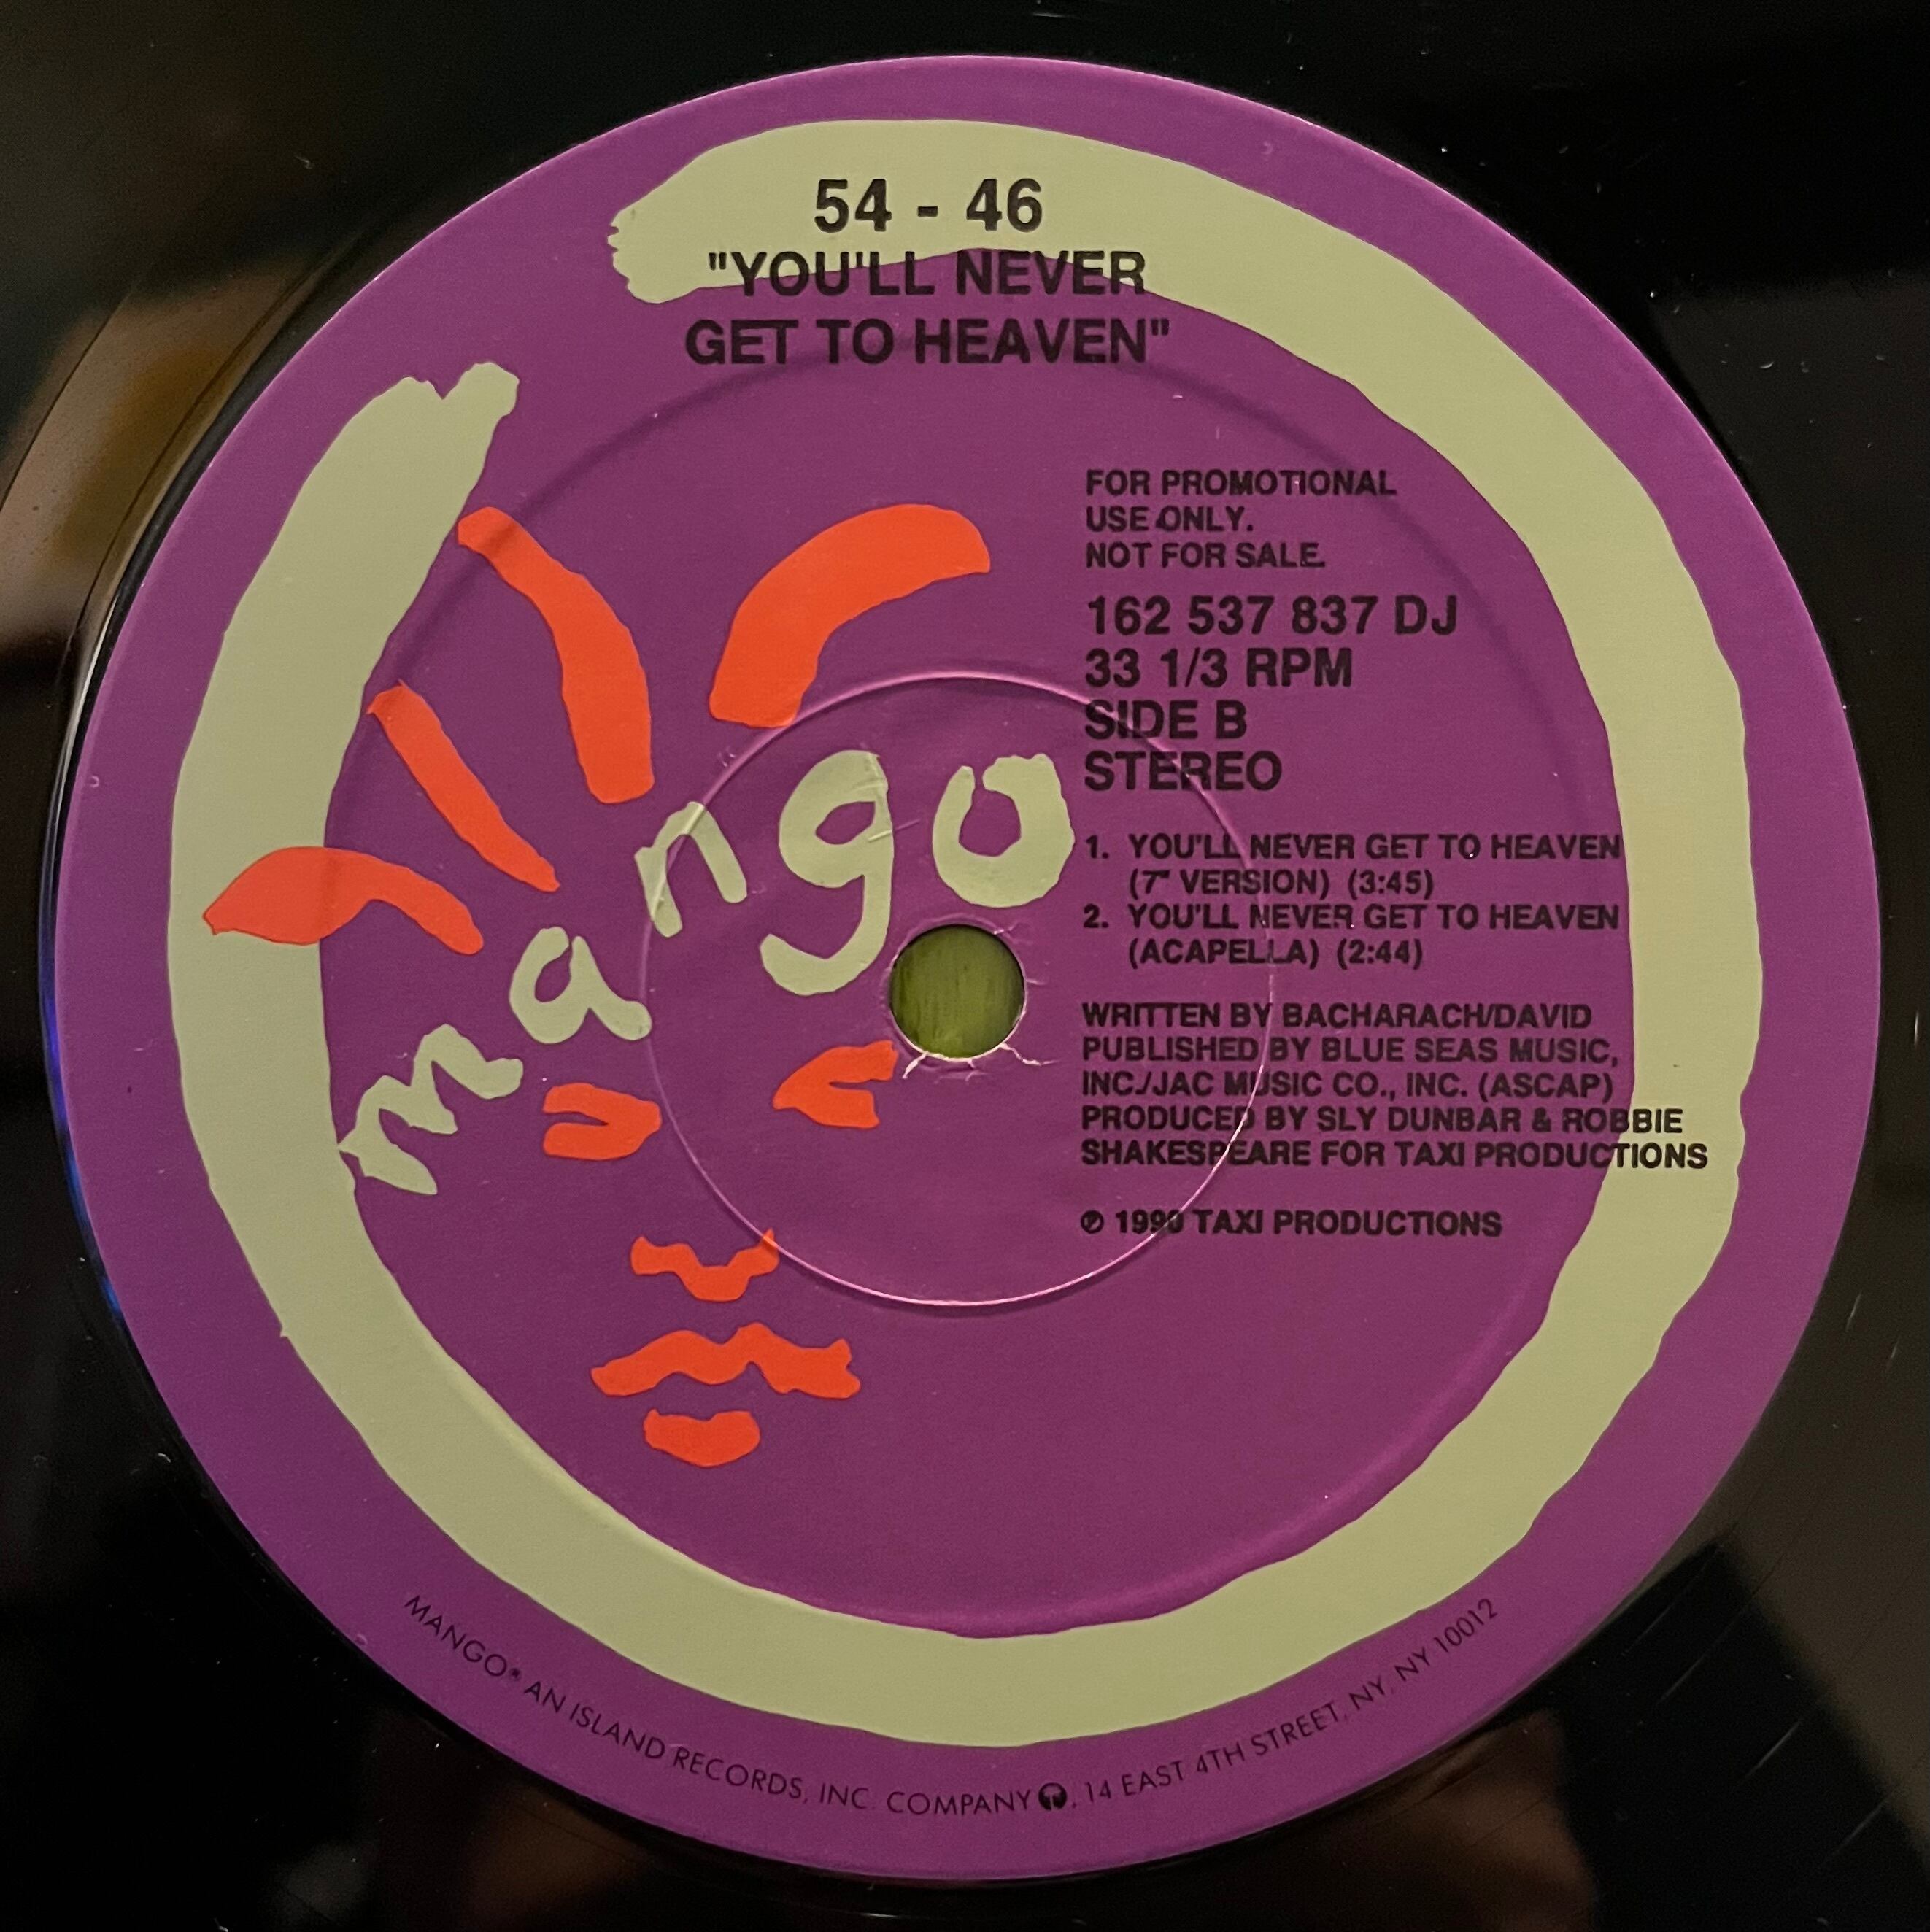 54 - 46
"YOU'LL NEVER
GET TO HEAVEN"
FOR PROMOTIONAL
USE ONLY.
NOT FOR SALE.
162 537 837 DJ
33 1/3 RPM
SIDE B
STEREO
mango
1. YOU'LL NEVER GET TO HEAVEN
(7" VERSION) (3:45)
2. YOU'LL NEVER GET TO HEAVEN
(ACAPELLA) (2:44)
WRITTEN BY BACHARACH/DAVID
PUBLISHED BY BLUE SEAS MUSIC,
INC./JAC MUSIC CO., INC. (ASCAP)
PRODUCED BY SLY DUNBAR & ROBBIE
SHAKESPEARE FOR TAXI PRODUCTIONS
℗ 1990 TAXI PRODUCTIONS
MANGO® AN ISLAND RECORDS, INC. COMPANY, 14 EAST 4TH STREET, NY, NY 10012